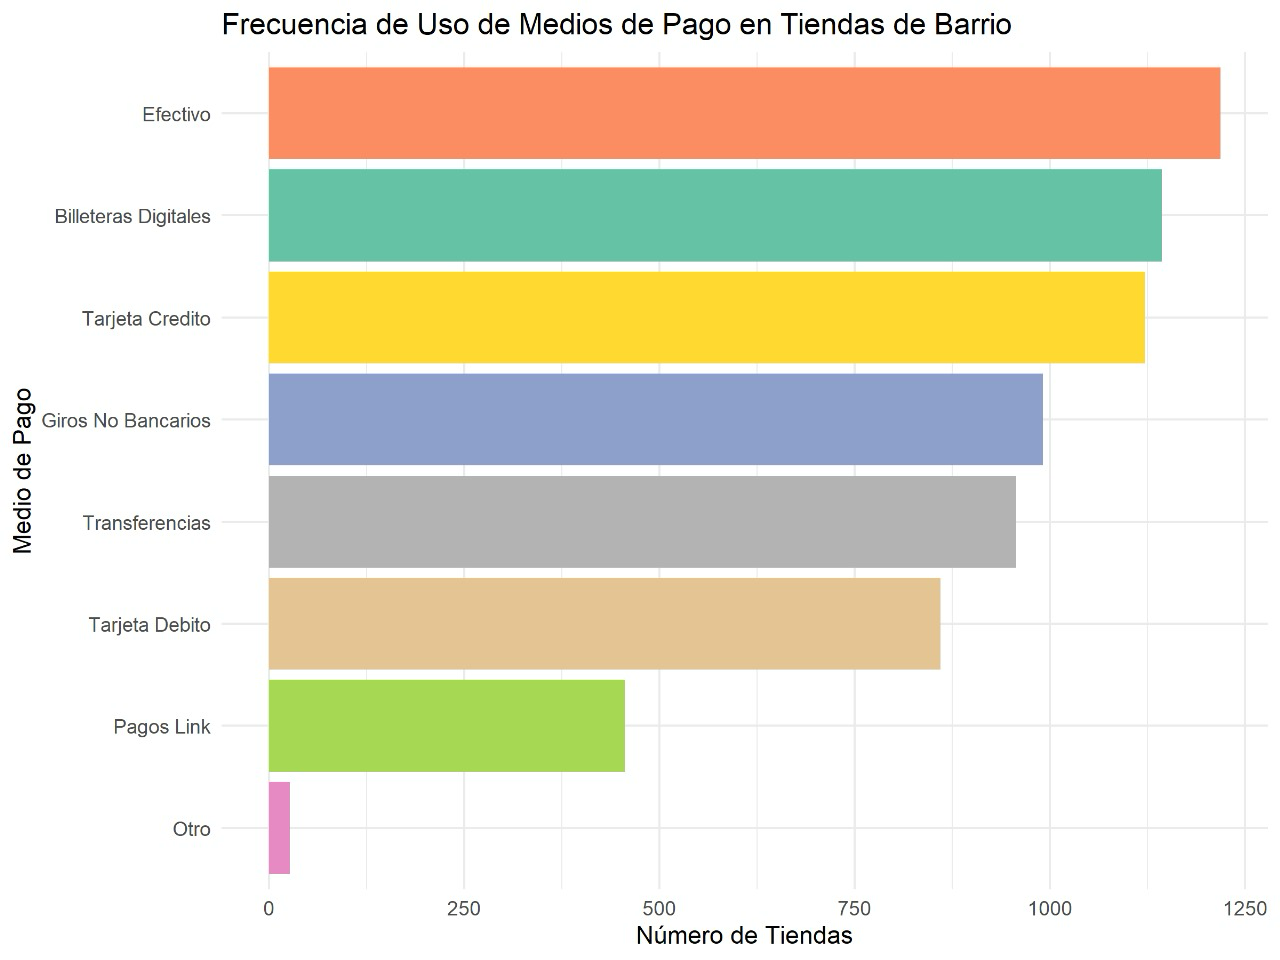 Frecuencia de Uso de Medios de Pago en Tiendas de Barrio
Medio de Pago
Efectivo
Billeteras Digitales
Tarjeta Credito
Giros No Bancarios
Transferencias
Tarjeta Debito
Pagos Link
Otro
0 250 500 750 1000 1250
Número de Tiendas